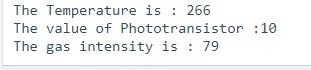 The Temperature is : 266
The value of Phototransistor :10
The gas intensity is : 79